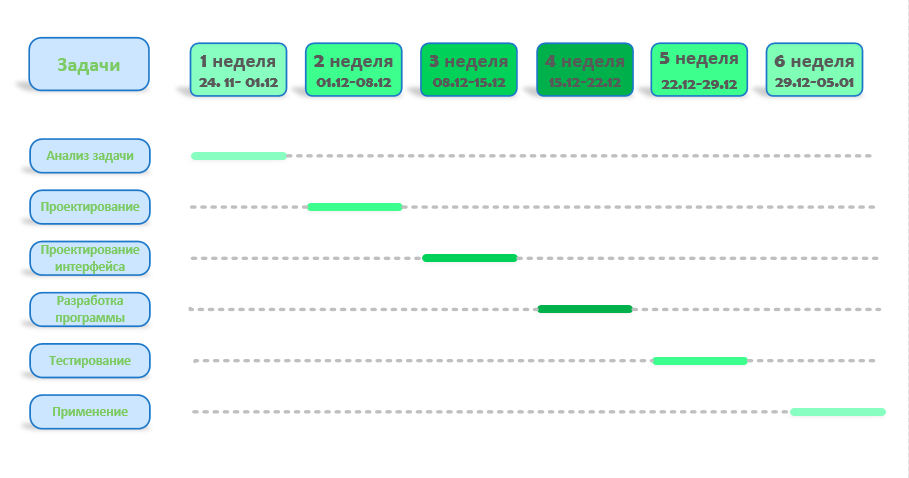 Задачи
1 неделя
24. 11- 01.12
2 неделя
01.12-08.12
3 неделя
08.12-15.12
4 неделя
15.12-22.12
5 неделя
22.12-29.12
6 неделя
29.12-05.01
Анализ задачи
Проектирование
Проектирование
интерфейса
Разработка
программы
Тестирование
Применение